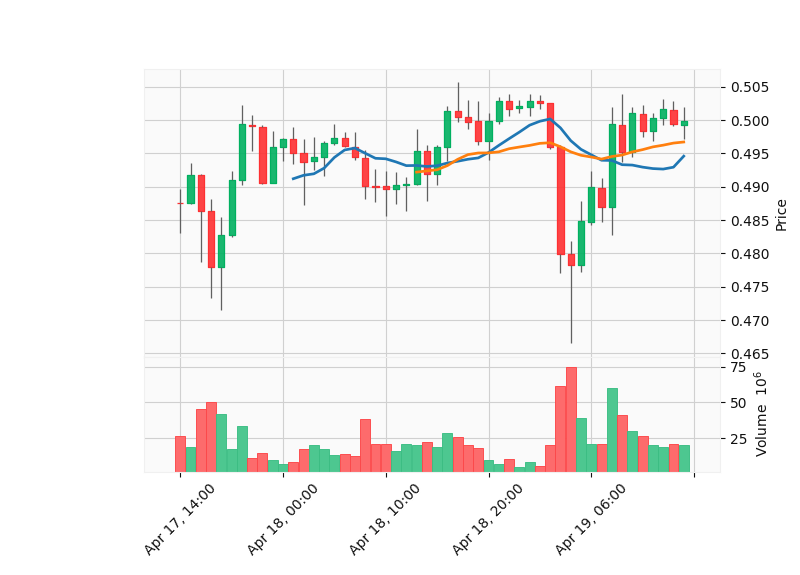 0.505
0.500
0.495
0.490
0.485
0.480
0.475
0.470
0.465
Price
75
50
25
Volume 10^6
Apr 17, 14:00
Apr 18, 00:00
Apr 18, 10:00
Apr 18, 20:00
Apr 19, 06:00